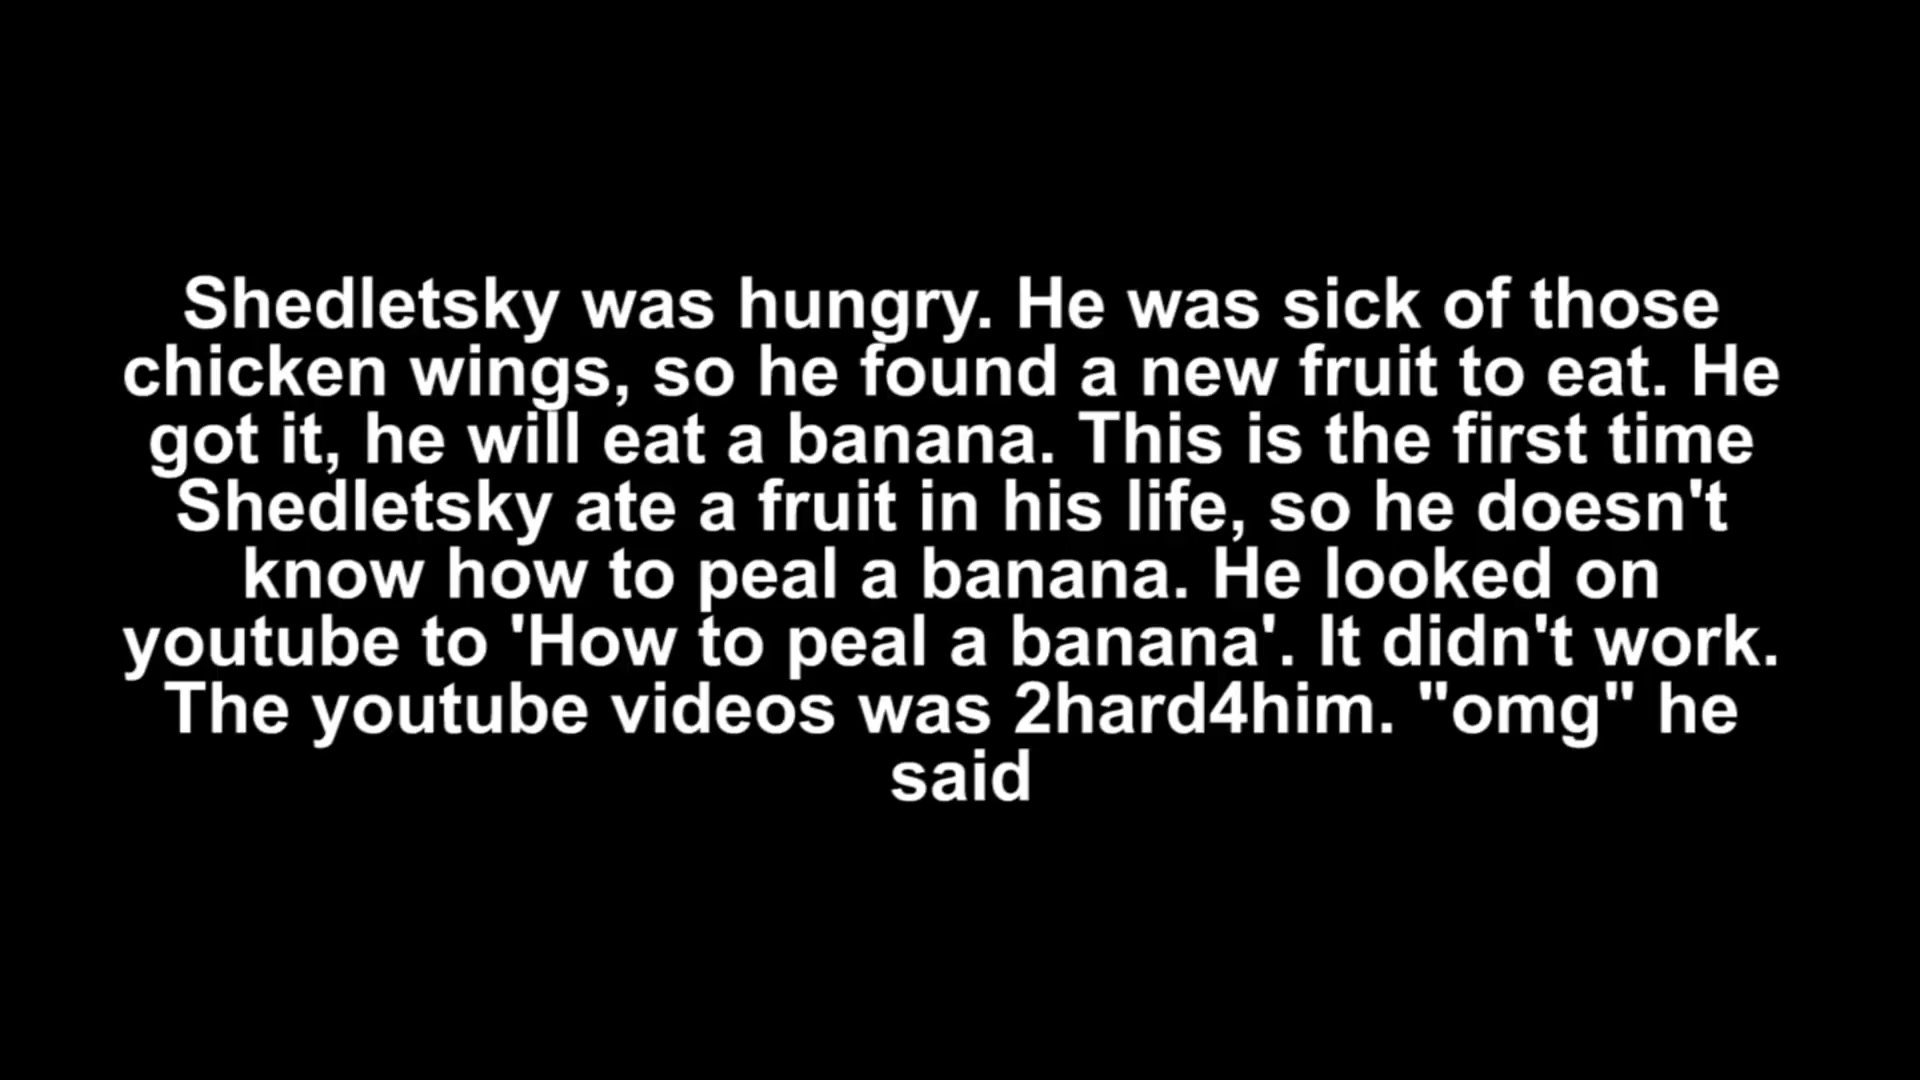 Shedletsky was hungry. He was sick of those
chicken wings, so he found a new fruit to eat. He
got it, he will eat a banana. This is the first time
Shedletsky ate a fruit in his life, so he doesn't
know how to peal a banana. He looked on
youtube to 'How to peal a banana'. It didn't work.
The youtube videos was 2hard4him. "omg" he
said